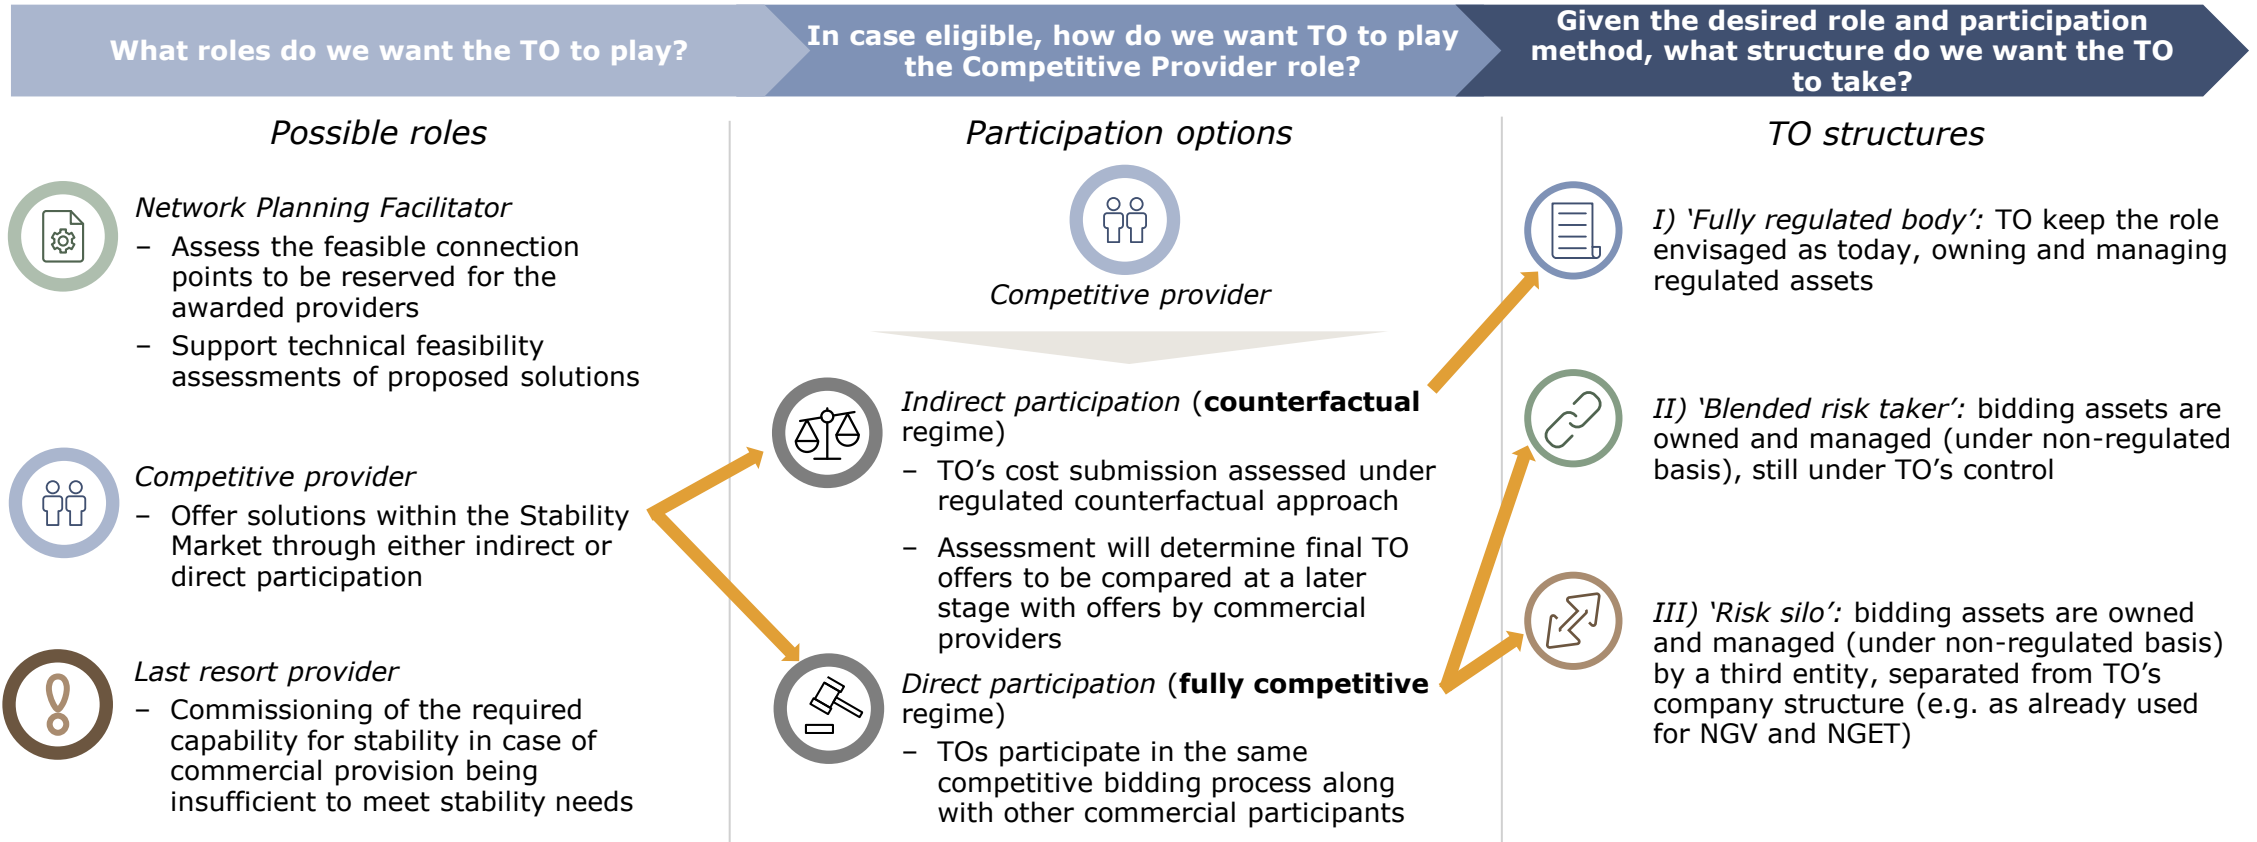 What roles do we want the TO to play?
In case eligible, how do we want TO to play
the Competitive Provider role?
Given the desired role and participation
method, what structure do we want the TO
to take?
Possible roles
Network Planning Facilitator
– Assess the feasible connection
points to be reserved for the
awarded providers
– Support technical feasibility
assessments of proposed solutions
Competitive provider
– Offer solutions within the Stability
Market through either indirect or
direct participation
Last resort provider
– Commissioning of the required
capability for stability in case of
commercial provision being
insufficient to meet stability needs
Participation options
Competitive provider
Indirect participation (counterfactual
regime)
– TO’s cost submission assessed under
regulated counterfactual approach
– Assessment will determine final TO
offers to be compared at a later
stage with offers by commercial
providers
Direct participation (fully competitive
regime)
– TOs participate in the same
competitive bidding process along
with other commercial participants
TO structures
I) ‘Fully regulated body’: TO keep the role
envisaged as today, owning and managing
regulated assets
II) ‘Blended risk taker’: bidding assets are
owned and managed (under non-regulated
basis), still under TO’s control
III) ‘Risk silo’: bidding assets are owned
and managed (under non-regulated basis)
by a third entity, separated from TO’s
company structure (e.g. as already used
for NGV and NGET)